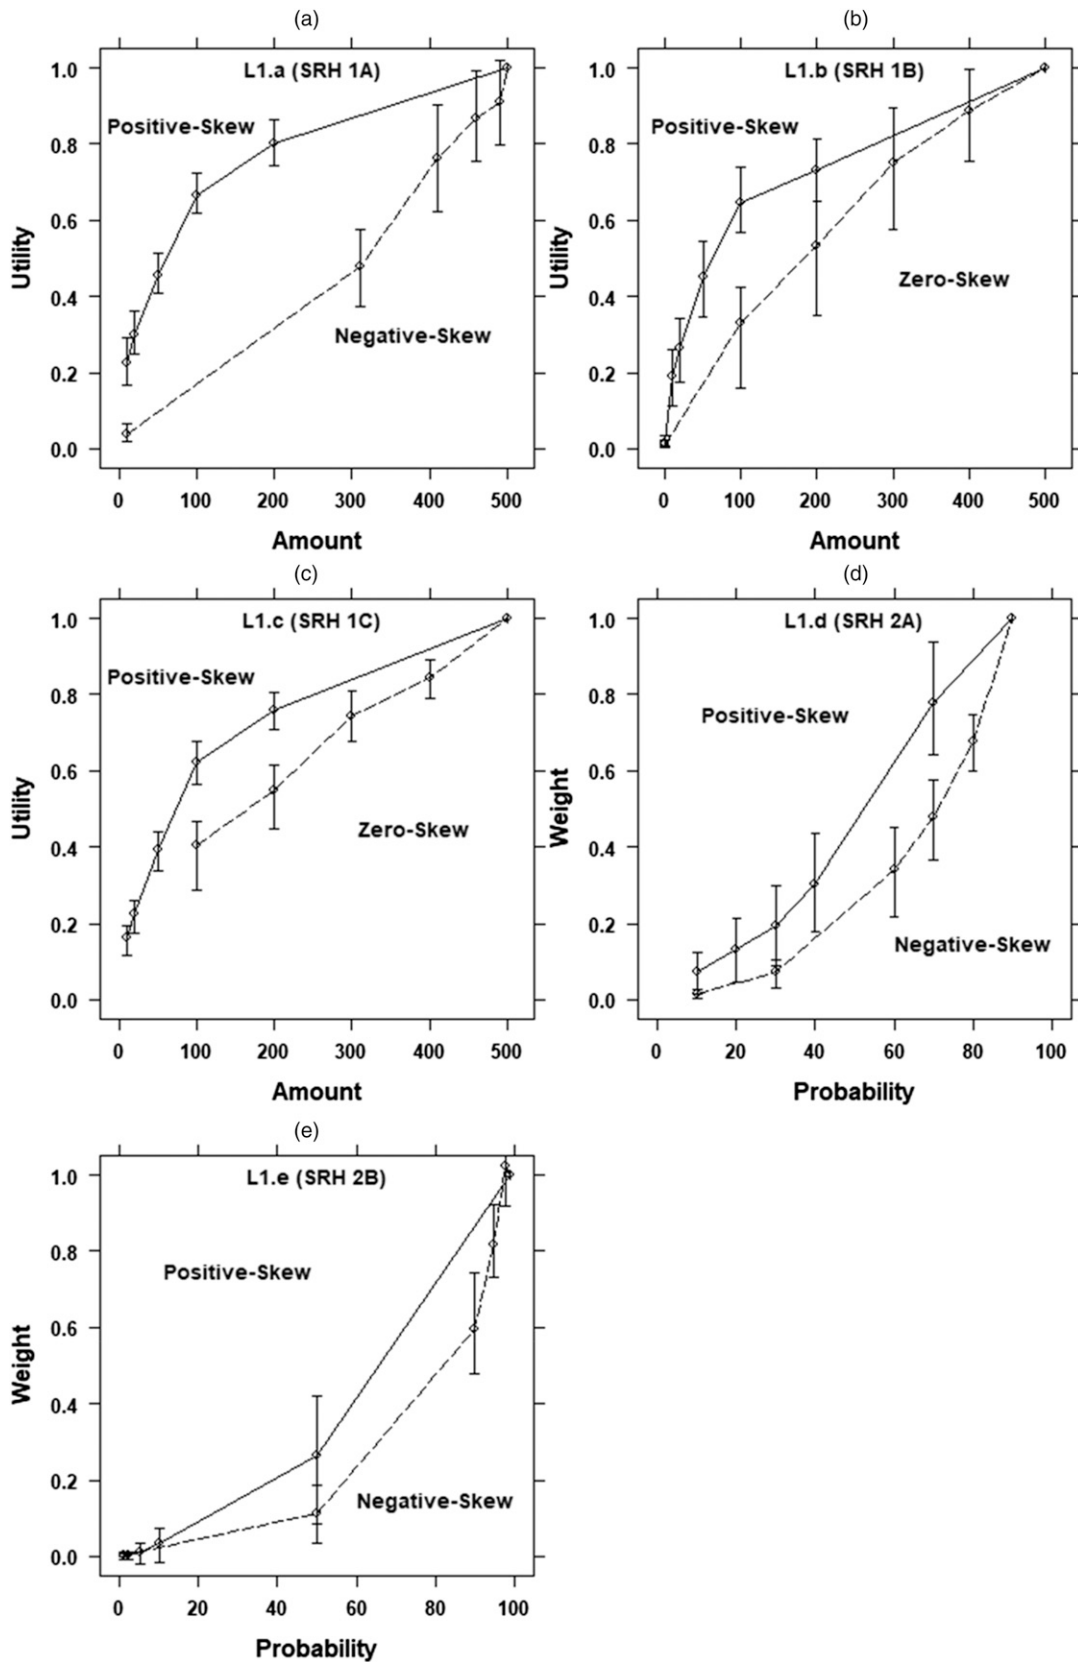 (a)
L1.a (SRH 1A)
Positive-Skew
Negative-Skew
Utility
1.0
0.8
0.6
0.4
0.2
0.0
0 100 200 300 400 500
Amount
(b)
L1.b (SRH 1B)
Positive-Skew
Zero-Skew
Utility
1.0
0.8
0.6
0.4
0.2
0.0
0 100 200 300 400 500
Amount
(c)
L1.c (SRH 1C)
Positive-Skew
Zero-Skew
Utility
1.0
0.8
0.6
0.4
0.2
0.0
0 100 200 300 400 500
Amount
(d)
L1.d (SRH 2A)
Positive-Skew
Negative-Skew
Weight
1.0
0.8
0.6
0.4
0.2
0.0
0 20 40 60 80 100
Probability
(e)
L1.e (SRH 2B)
Positive-Skew
Negative-Skew
Weight
1.0
0.8
0.6
0.4
0.2
0.0
0 20 40 60 80 100
Probability